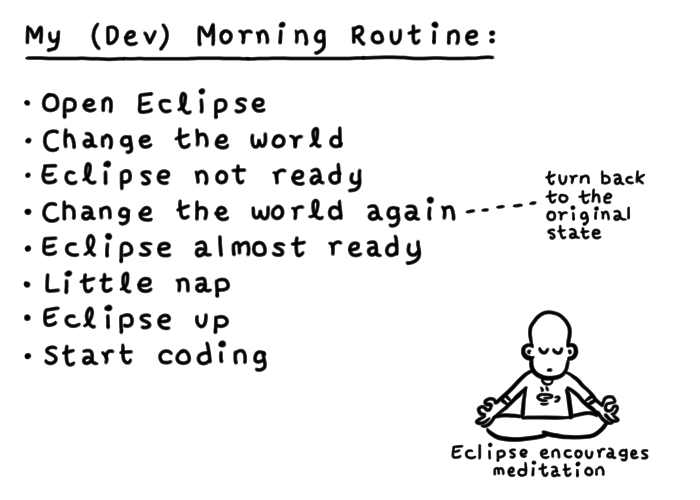 My (Dev) Morning Routine:
• Open Eclipse
• Change the world
• Eclipse not ready
• Change the world again
turn back
to the
original
state
• Eclipse almost ready
• Little nap
• Eclipse up
• Start coding
Eclipse encourages
meditation